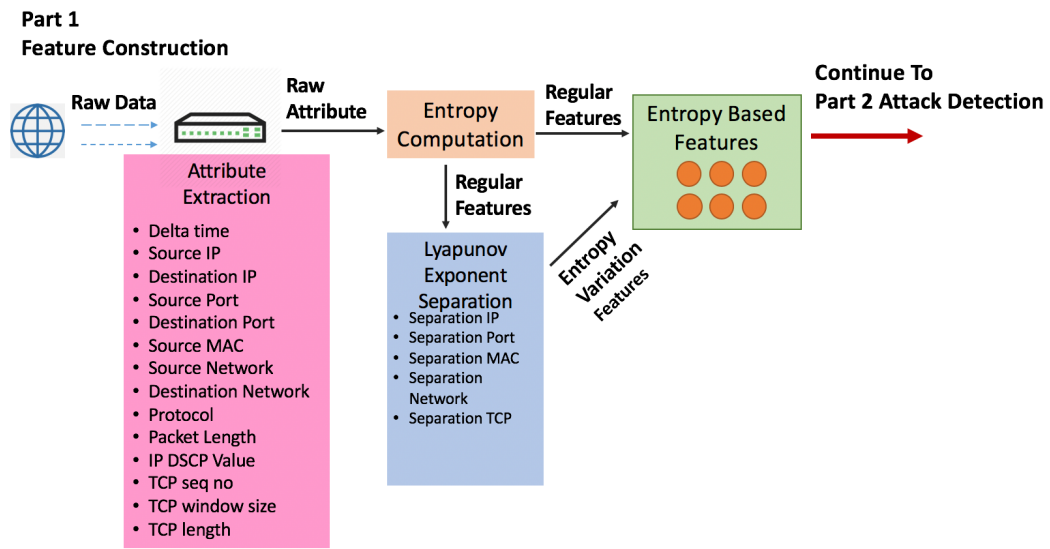 Part 1
Feature Construction
Raw Data
Raw
Attribute
Attribute
Extraction
• Delta time
• Source IP
• Destination IP
• Source Port
• Destination Port
• Source MAC
• Source Network
• Destination Network
• Protocol
• Packet Length
• IP DSCP Value
• TCP seq no
• TCP window size
• TCP length
Entropy
Computation
Regular
Features
Regular
Features
Lyapunov
Exponent
Separation
• Separation IP
• Separation Port
• Separation MAC
• Separation
Network
• Separation TCP
Entropy
Variation
Features
Entropy Based
Features
Continue To
Part 2 Attack Detection